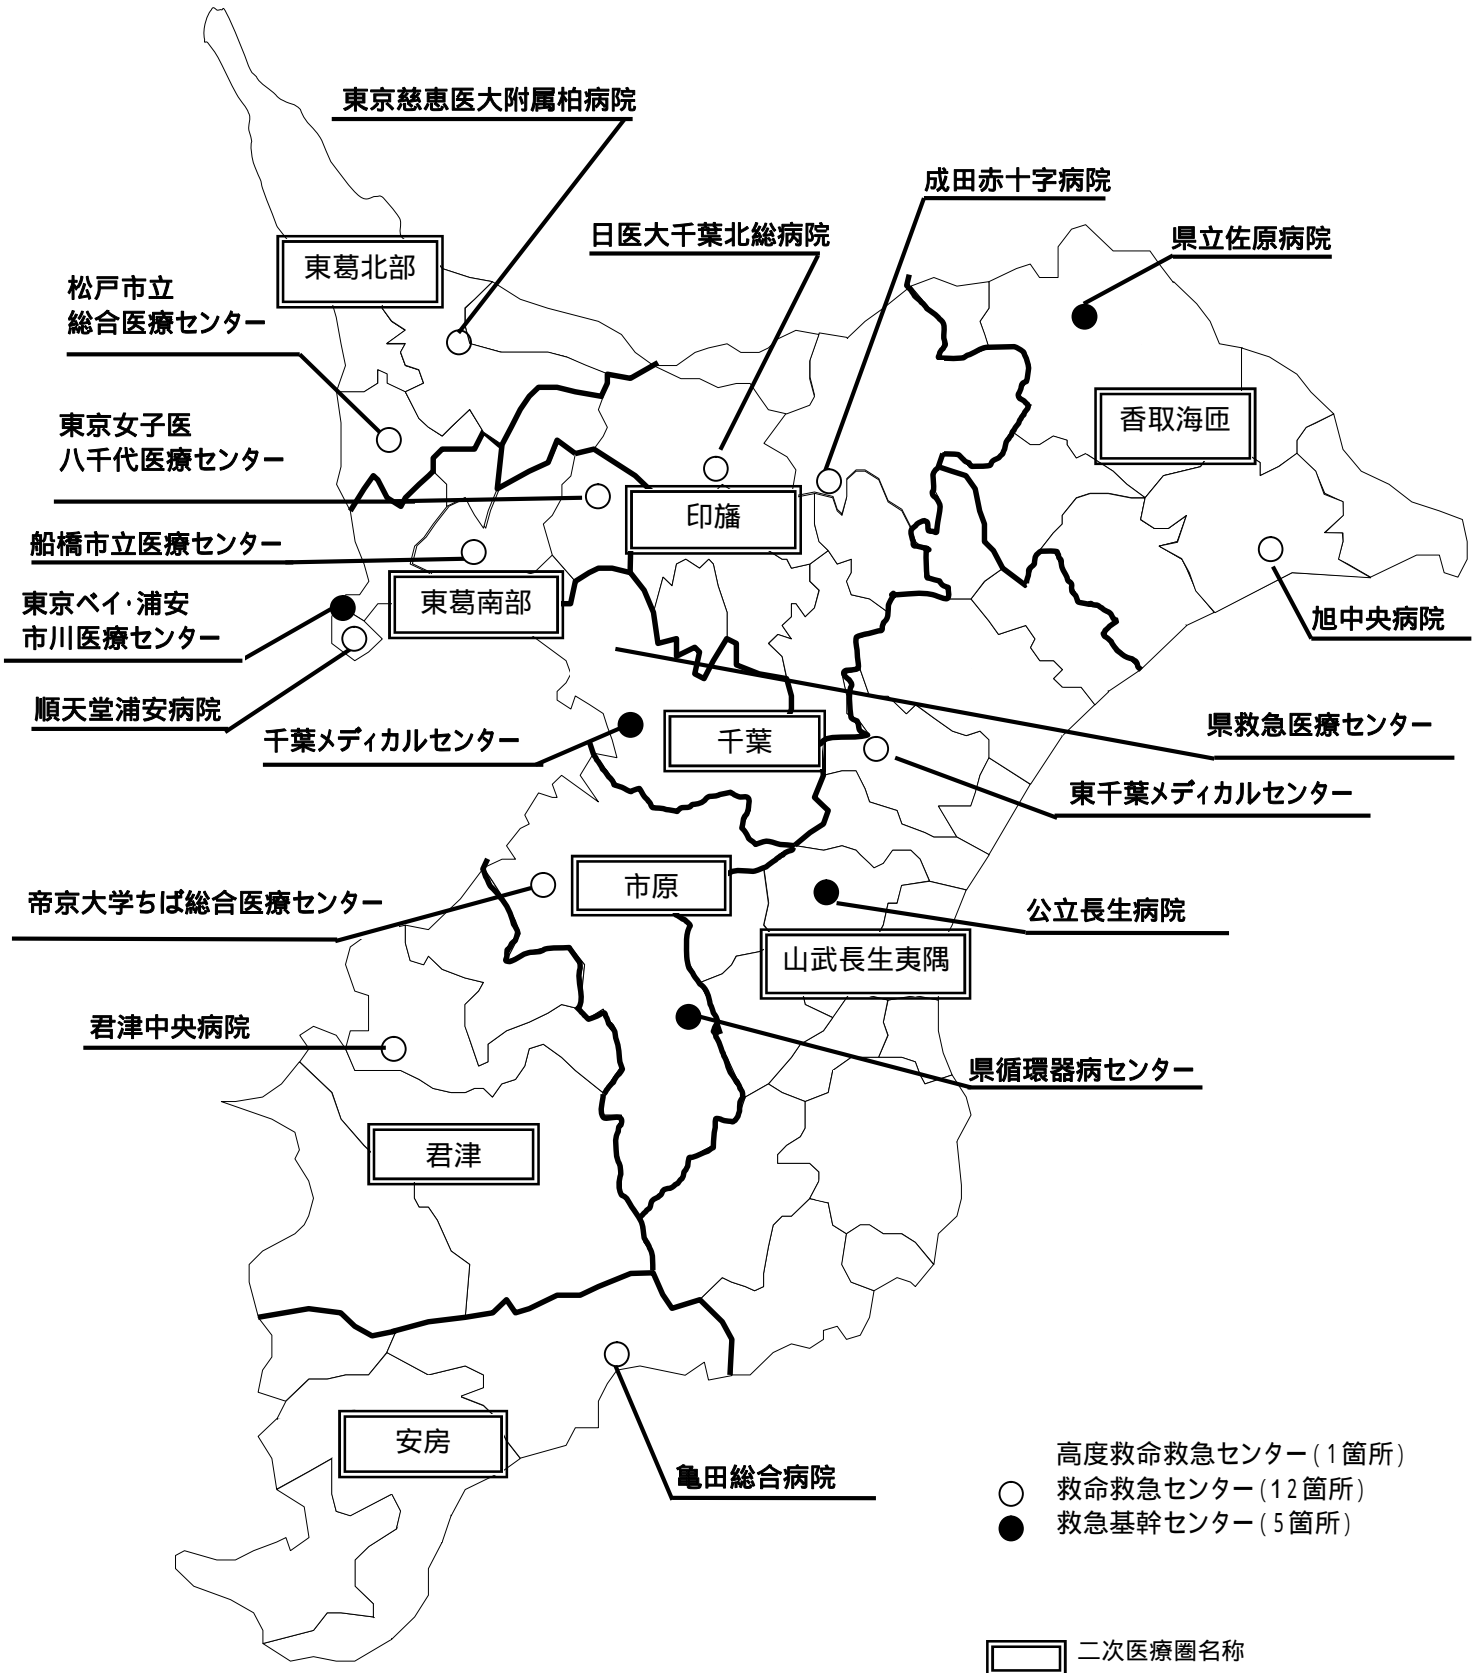 東京慈恵医大附属柏病院
成田赤十字病院
日医大千葉北総病院
県立佐原病院
東葛北部
松戸市立
総合医療センター
香取海匝
東京女子医
八千代医療センター
印旛
船橋市立医療センター
東京ベイ・浦安
市川医療センター
東葛南部
旭中央病院
順天堂浦安病院
千葉メディカルセンター
千葉
県救急医療センター
東千葉メディカルセンター
市原
帝京大学ちば総合医療センター
公立長生病院
山武長生夷隅
君津中央病院
県循環器病センター
君津
安房
亀田総合病院
高度救命救急センター(1箇所)
救命救急センター(12箇所)
救急基幹センター(5箇所)
二次医療圏名称